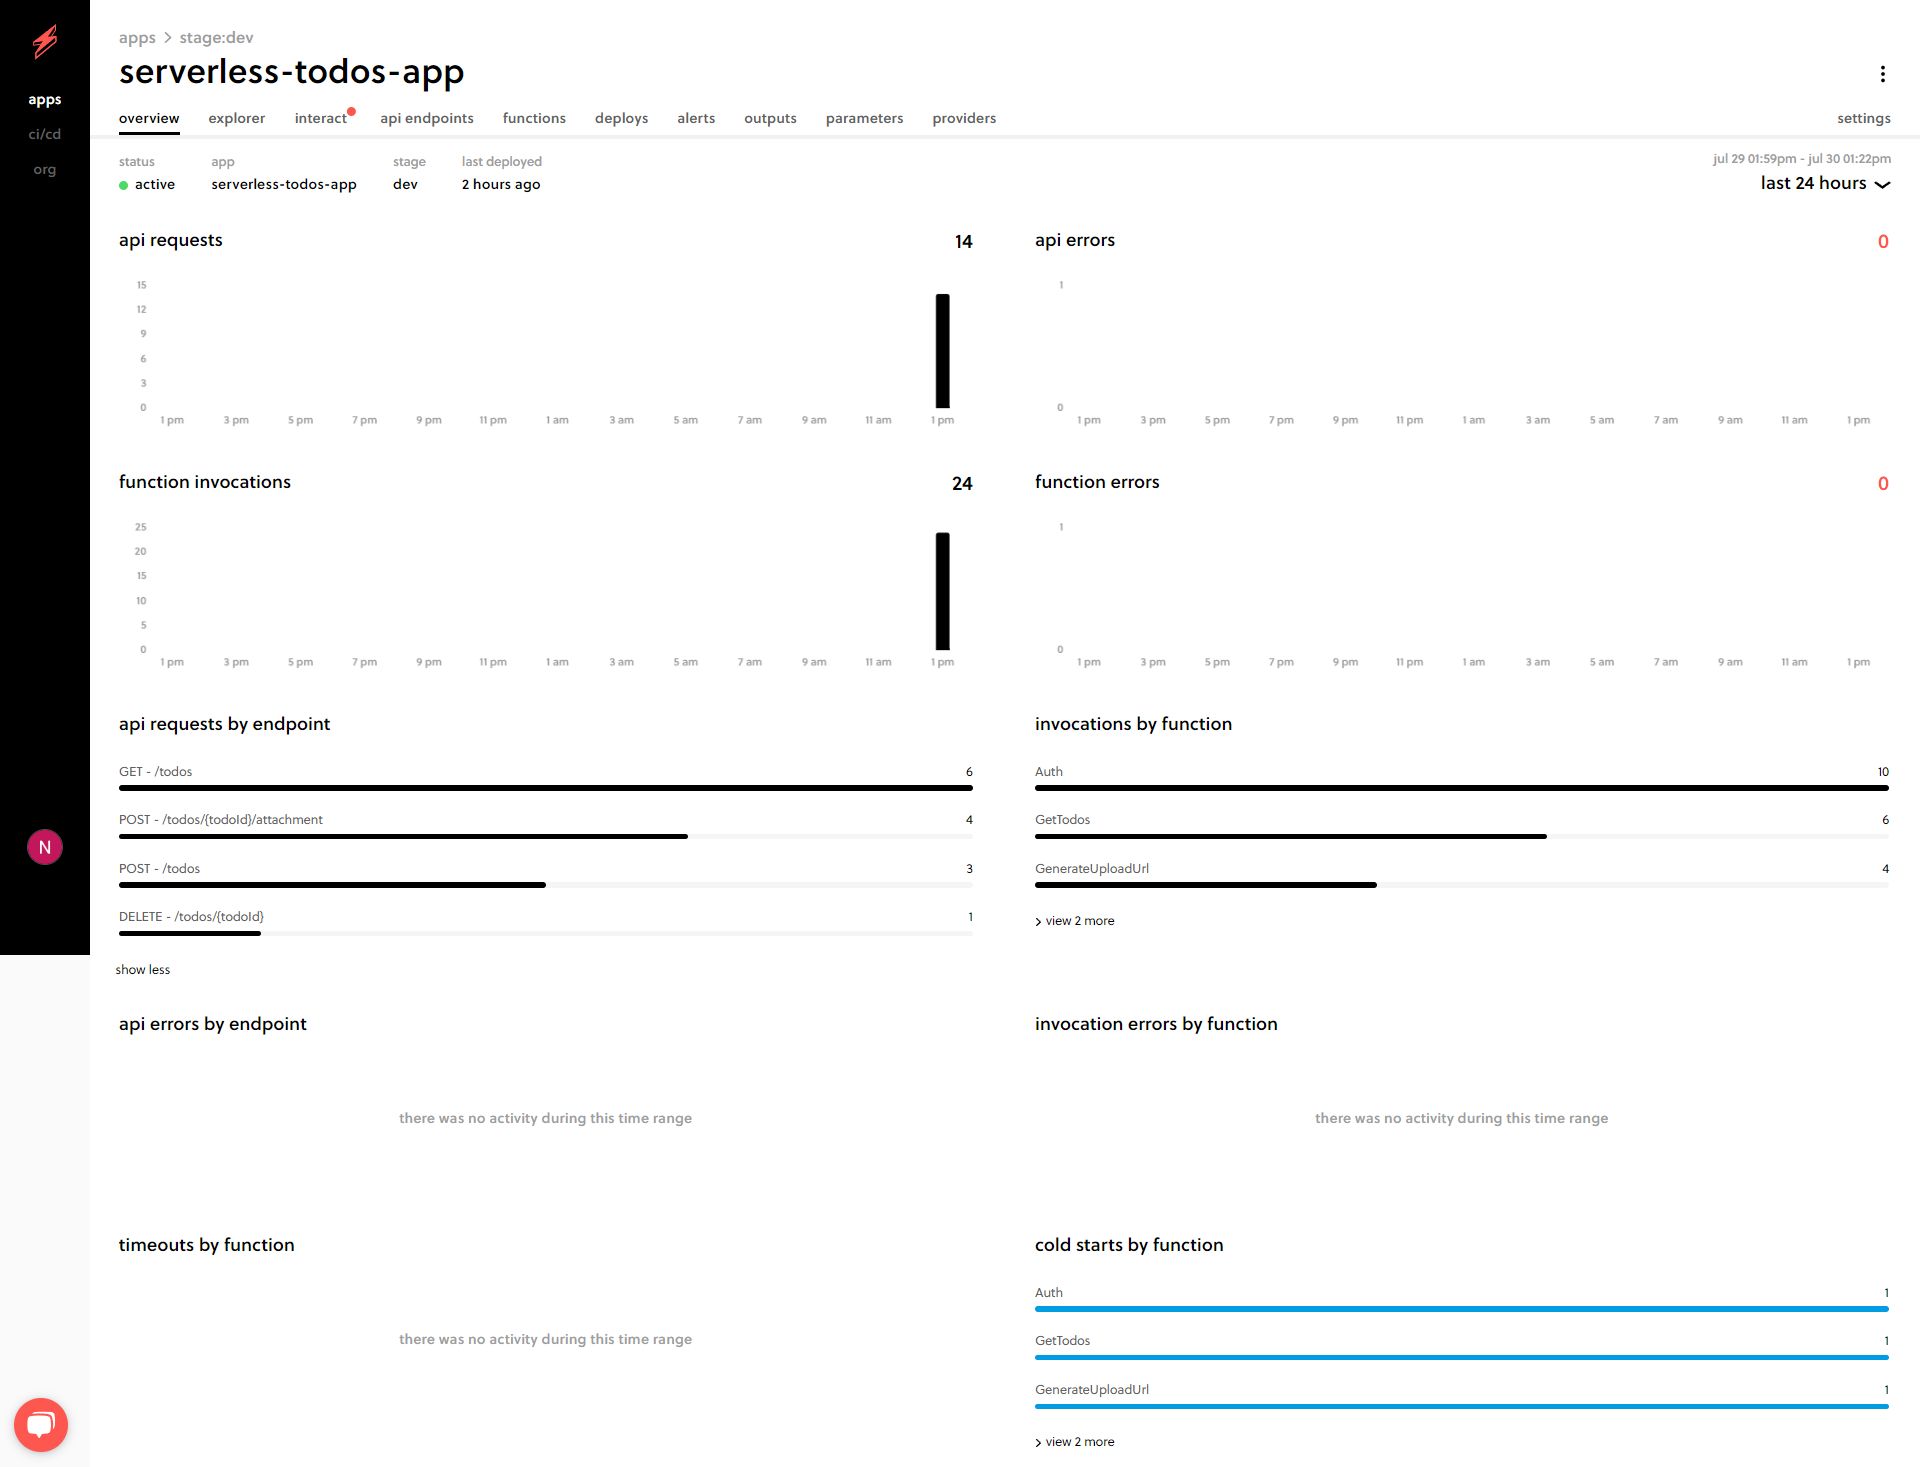 apps > stage:dev
serverless-todos-app
apps
ci/cd
org
N
overview explorer interact api endpoints functions deploys alerts outputs parameters providers settings
status app stage last deployed
active serverless-todos-app dev 2 hours ago
jul 29 01:59pm - jul 30 01:22pm
last 24 hours
api requests 14
15
12
9
6
3
0
1 pm 3 pm 5 pm 7 pm 9 pm 11 pm 1 am 3 am 5 am 7 am 9 am 11 am 1 pm
api errors 0
1
0
1 pm 3 pm 5 pm 7 pm 9 pm 11 pm 1 am 3 am 5 am 7 am 9 am 11 am 1 pm
function invocations 24
25
20
15
10
5
0
1 pm 3 pm 5 pm 7 pm 9 pm 11 pm 1 am 3 am 5 am 7 am 9 am 11 am 1 pm
function errors 0
1
0
1 pm 3 pm 5 pm 7 pm 9 pm 11 pm 1 am 3 am 5 am 7 am 9 am 11 am 1 pm
api requests by endpoint
GET - /todos 6
POST - /todos/{todoId}/attachment 4
POST - /todos 3
DELETE - /todos/{todoId} 1
show less
invocations by function
Auth 10
GetTodos 6
GenerateUploadUrl 4
> view 2 more
api errors by endpoint
there was no activity during this time range
invocation errors by function
there was no activity during this time range
timeouts by function
there was no activity during this time range
cold starts by function
Auth 1
GetTodos 1
GenerateUploadUrl 1
> view 2 more